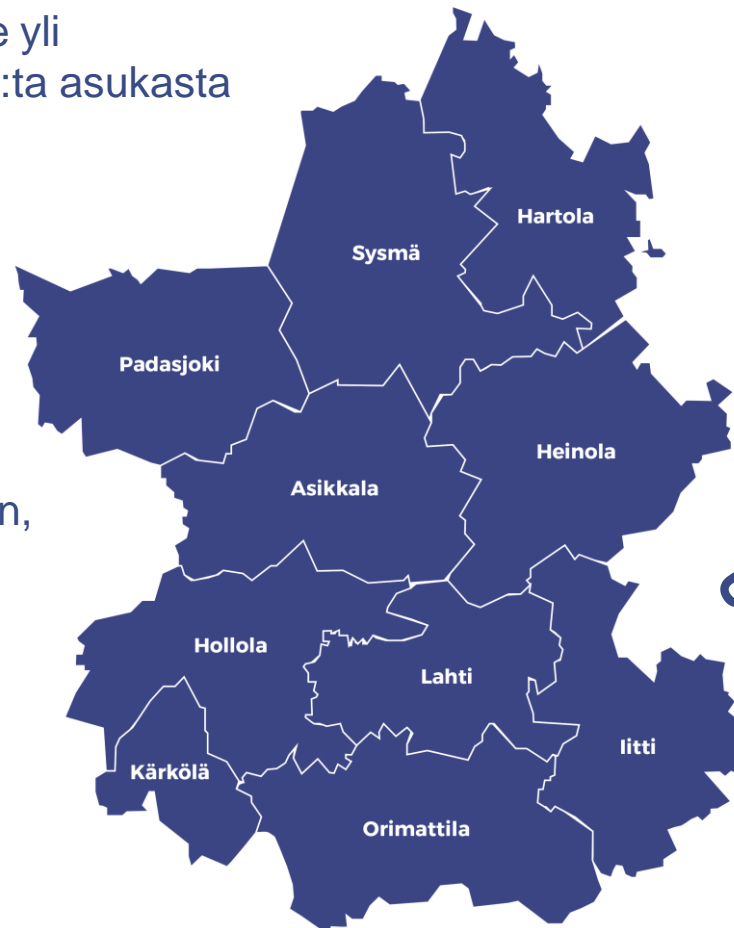 e yli
:ta asukasta
Hartola
Sysmä
Padasjoki
Heinola
Asikkala
n,
Hollola
Lahti
Iitti
Kärkölä
Orimattila